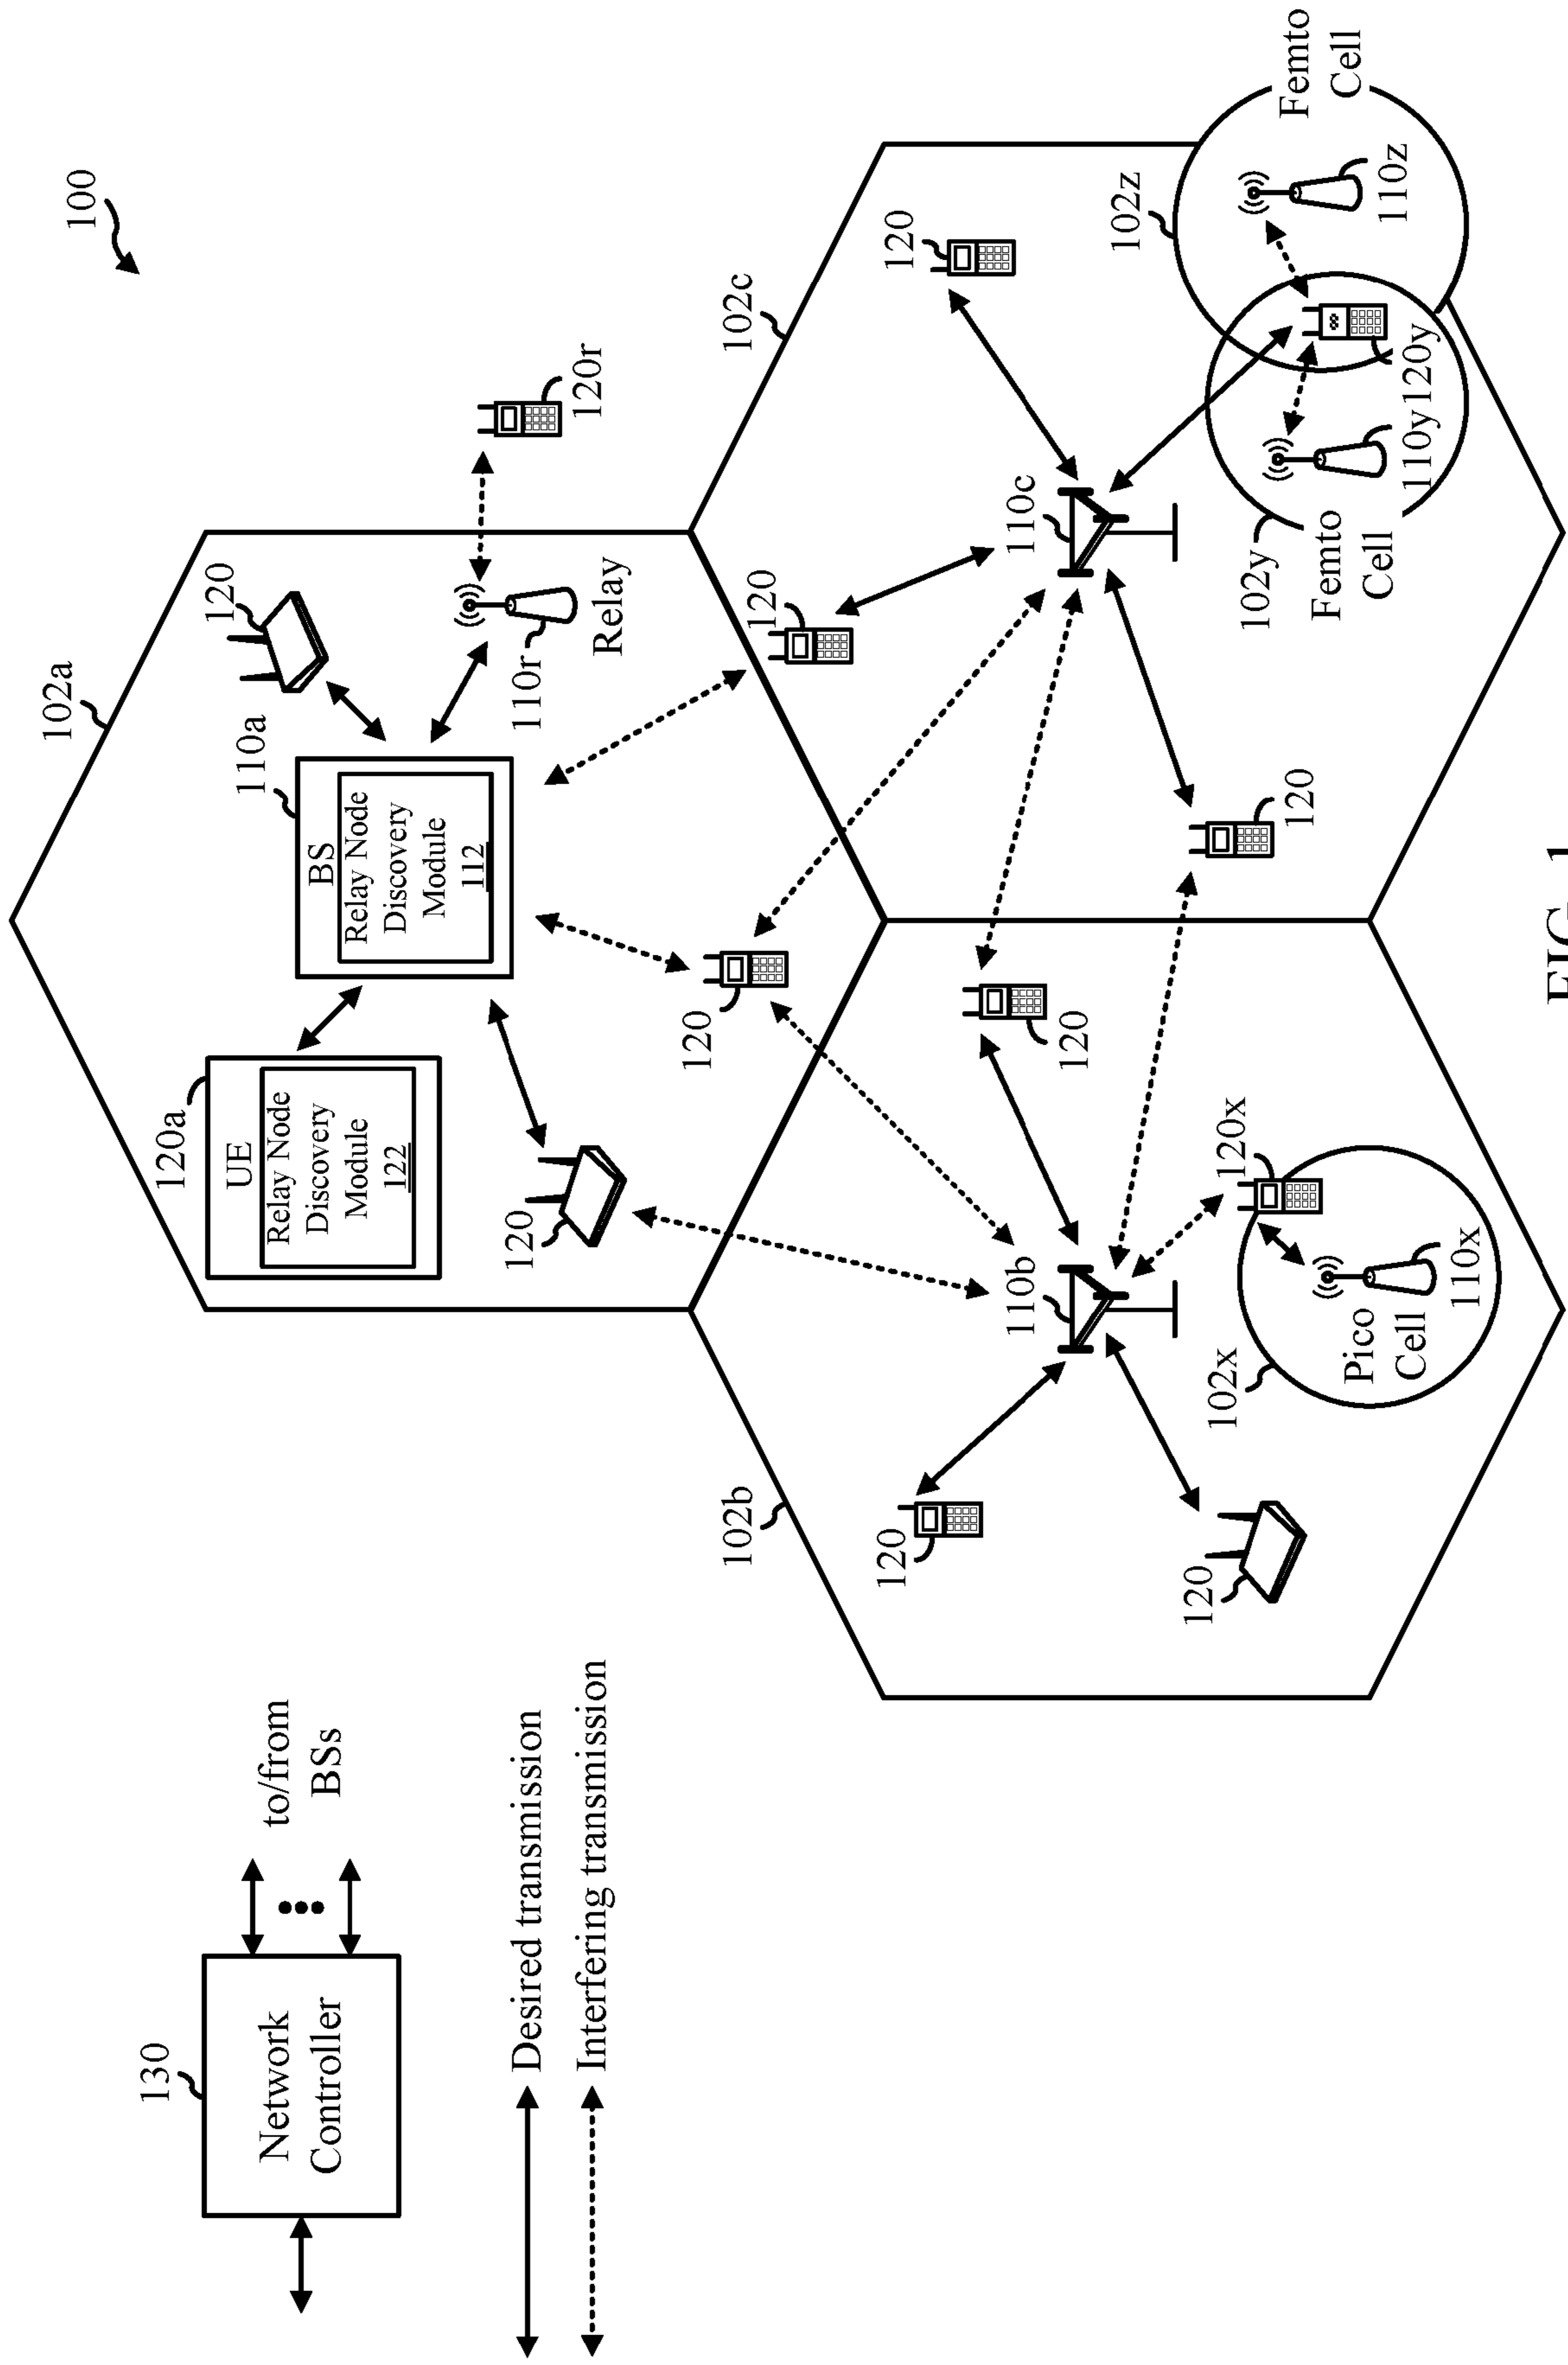 100
130
Network
Controller
to/from
BSs
Desired transmission
Interfering transmission
102a
110a
120
120a
UE
Relay Node
Discovery
Module
122
BS
Relay Node
Discovery
Module
112
110r
Relay
120r
120
120
102b
120
120
110b
120
120
102x
Pico
Cell
110x
120x
102c
120
120
110c
120
102y
Femto
Cell
110y
120y
102z
110z
Femto
Cell